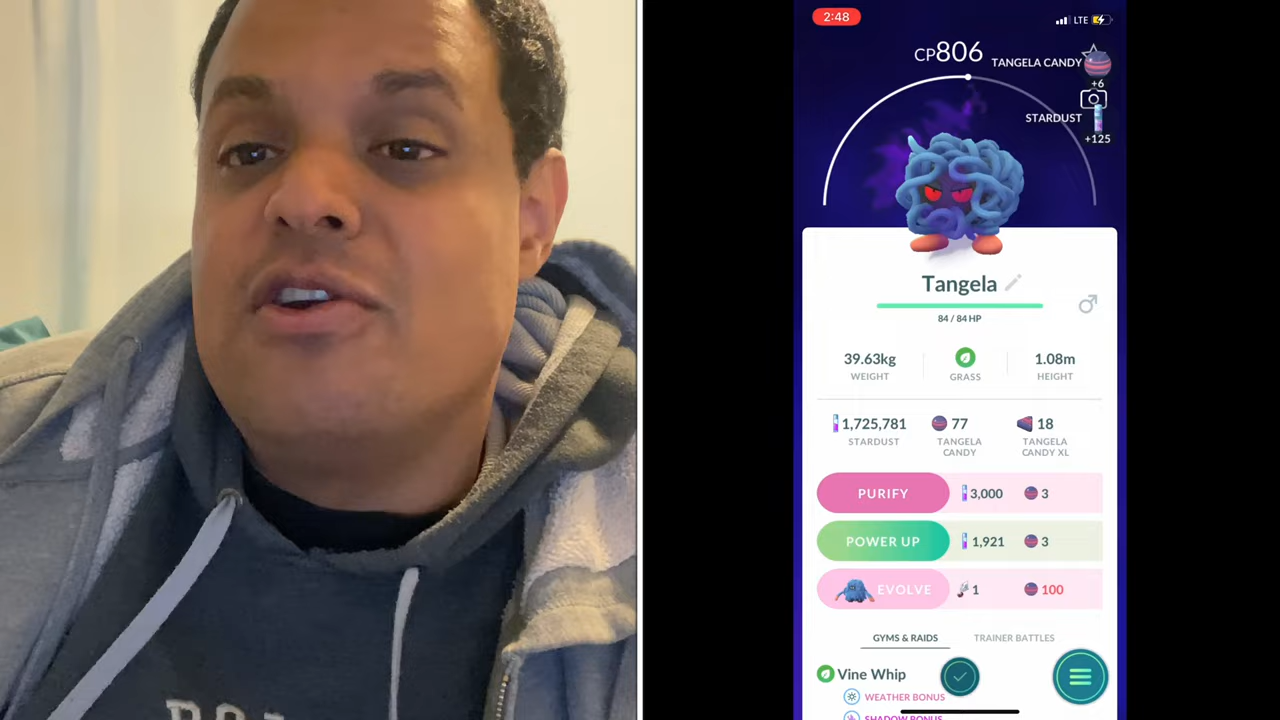 2:48
LTE
CP806
TANGELA CANDY
+6
STARDUST
+125
Tangela
84 / 84 HP
39.63kg
WEIGHT
GRASS
1.08m
HEIGHT
1,725,781
STARDUST
77
TANGELA
CANDY
18
TANGELA
CANDY XL
PURIFY 3,000 3
POWER UP 1,921 3
EVOLVE 1 100
GYMS & RAIDS
TRAINER BATTLES
Vine Whip
WEATHER BONUS
SHADOW BONUS